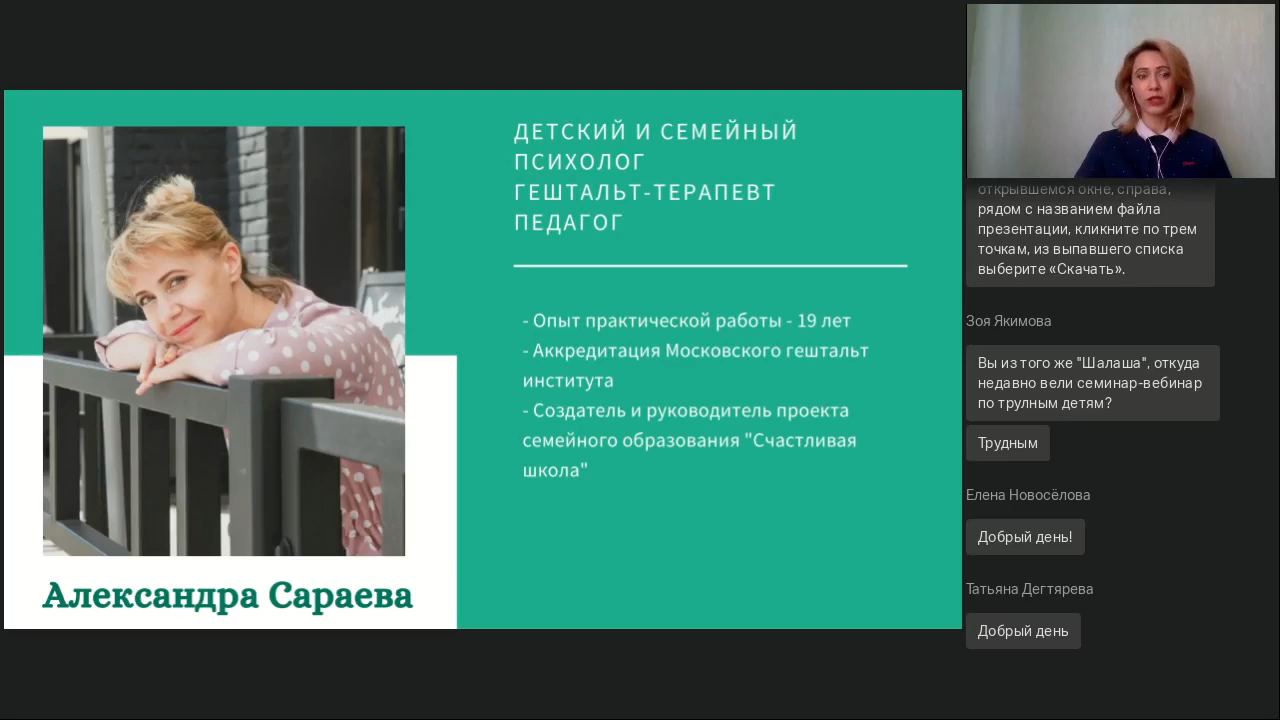 ДЕТСКИЙ И СЕМЕЙНЫЙ
ПСИХОЛОГ
ГЕШТАЛЬТ-ТЕРАПЕВТ
ПЕДАГОГ
- Опыт практической работы - 19 лет
- Аккредитация Московского гештальт
института
- Создатель и руководитель проекта
семейного образования "Счастливая
школа"
Александра Сараева
открывшемся окне, справа,
рядом с названием файла
презентации, кликните по трем
точкам, из выпавшего списка
выберите «Скачать».
Зоя Якимова
Вы из того же "Шалаша", откуда
недавно вели семинар-вебинар
по трулным детям?
Трудным
Елена Новосёлова
Добрый день!
Татьяна Дегтярева
Добрый день